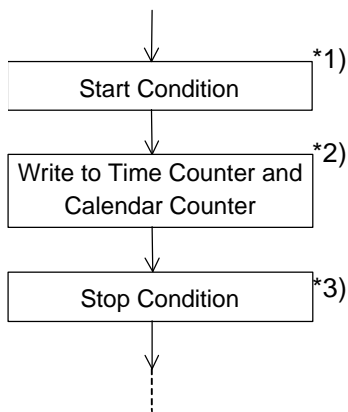 *1)
Start Condition
*2)
Write to Time Counter and
Calendar Counter
*3)
Stop Condition